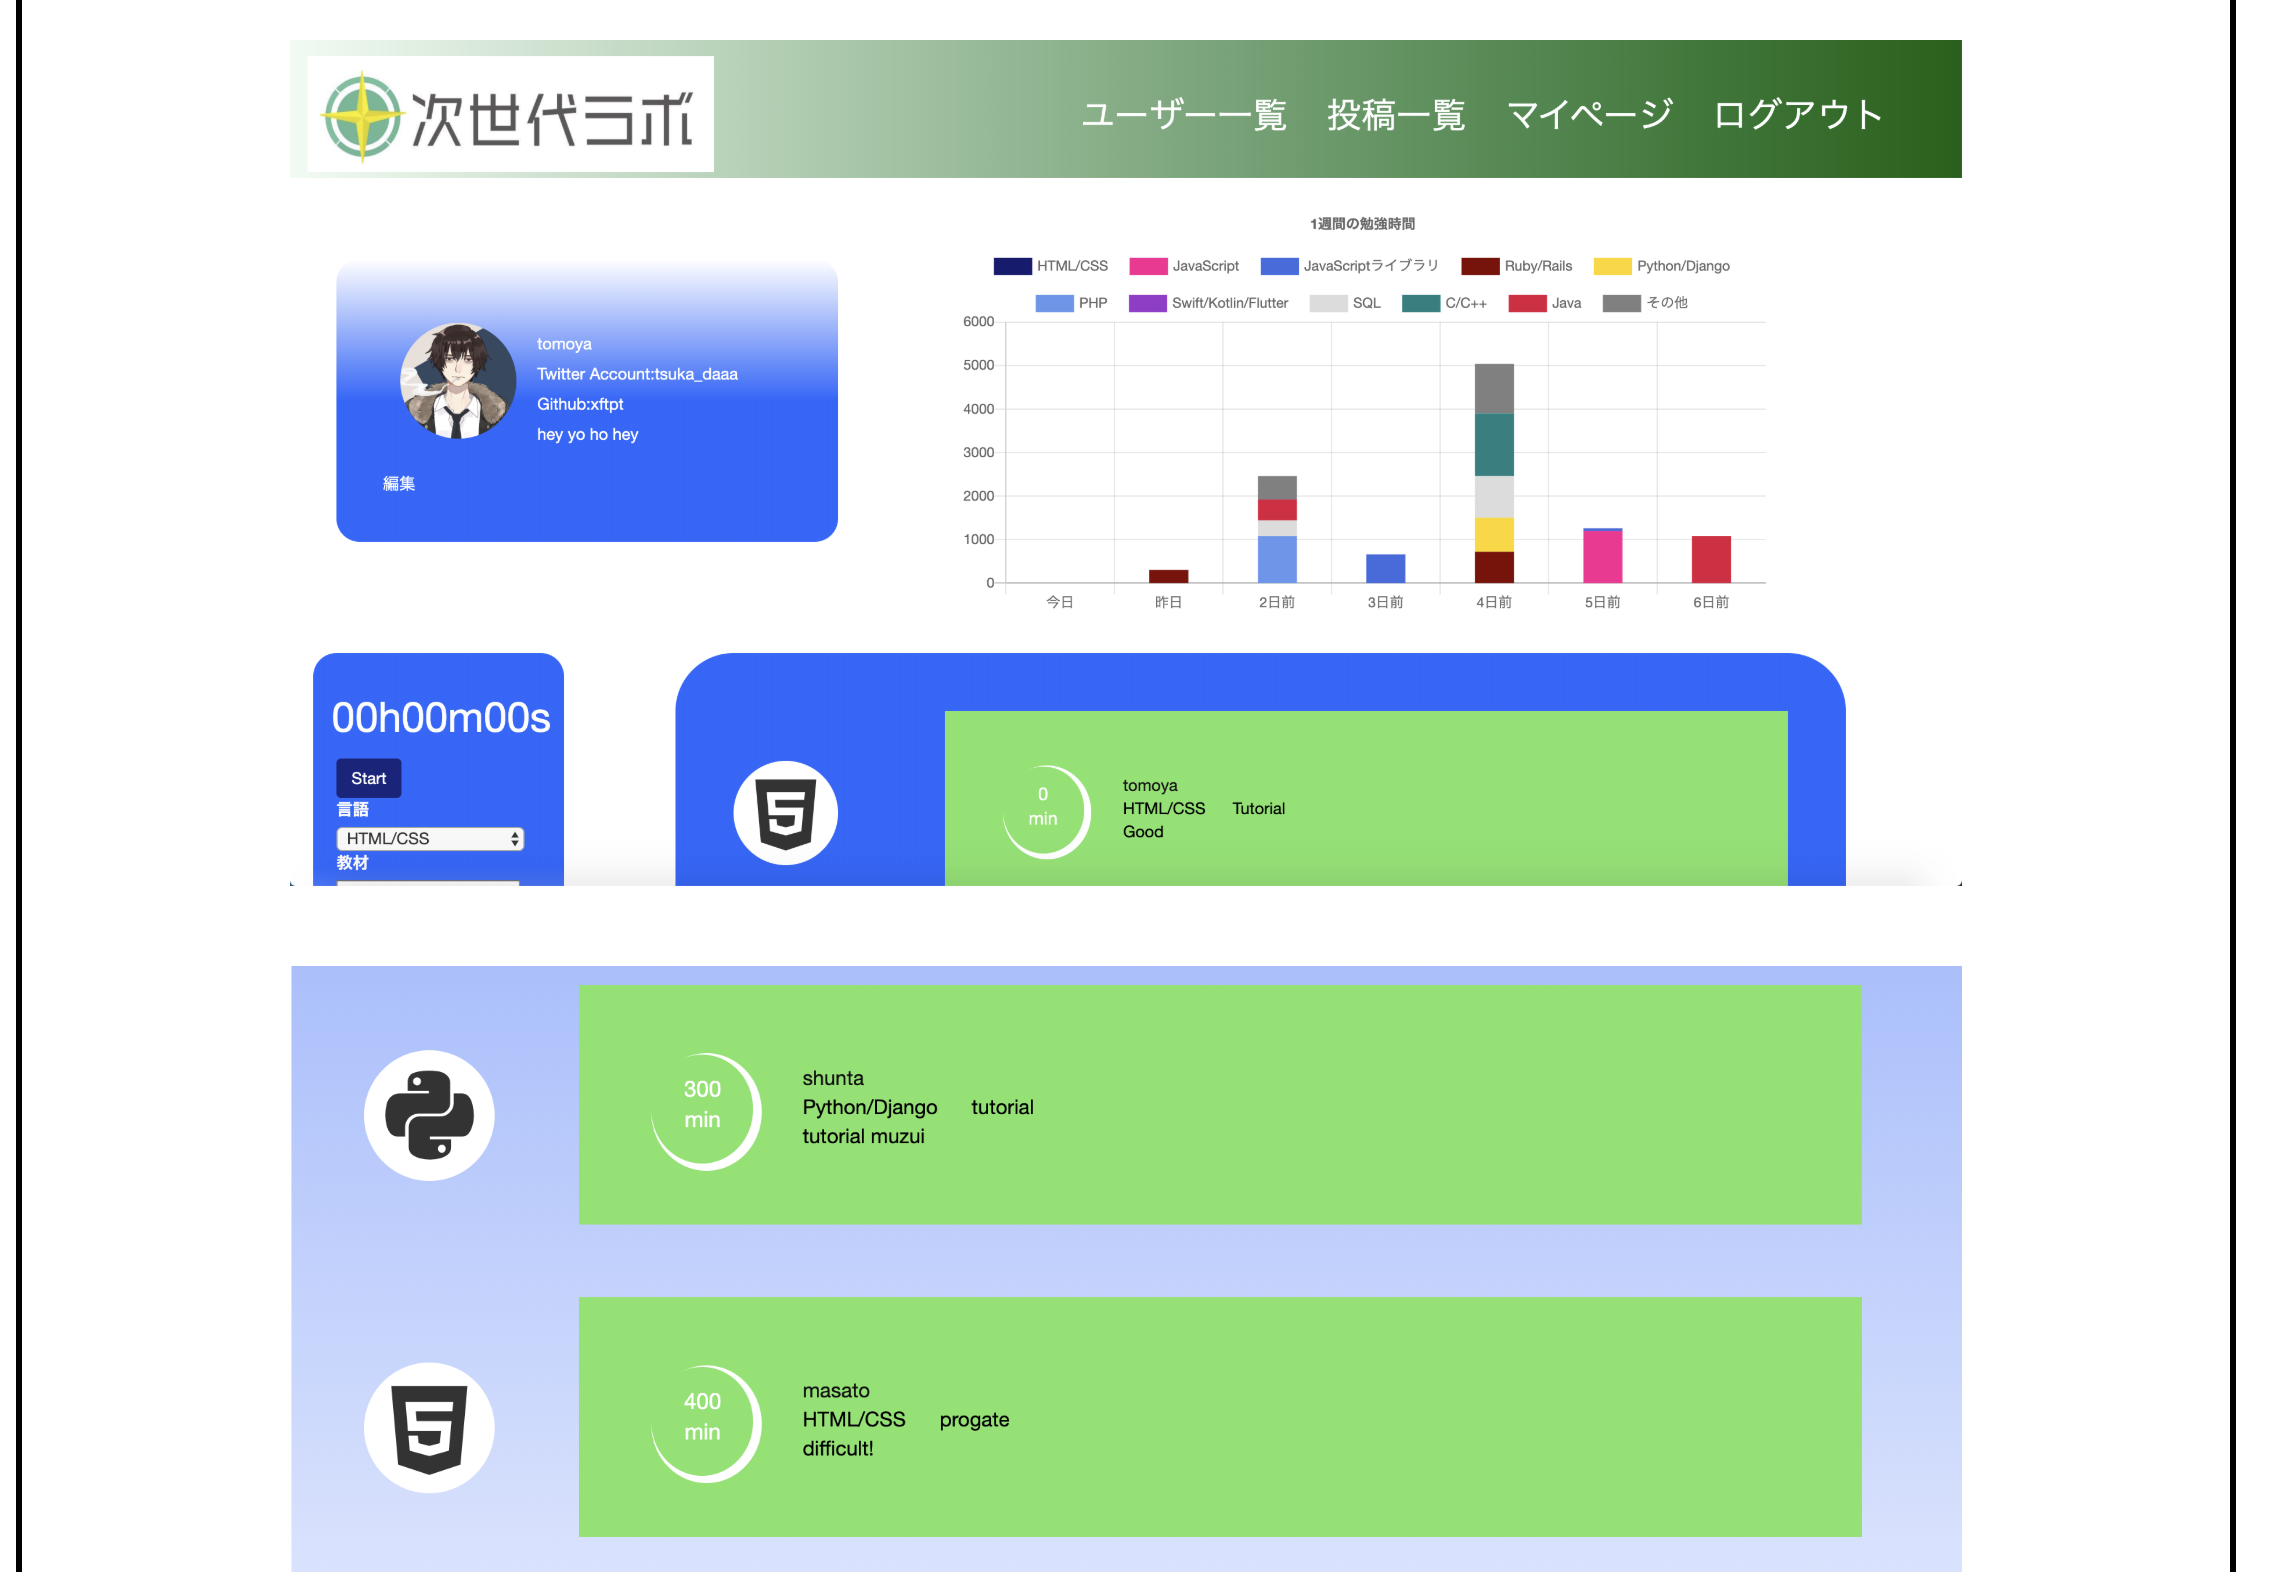 次世代ラボ
ユーザー一覧 投稿一覧 マイページ ログアウト
tomoya
Twitter Account:tsuka_daaa
Github:xftpt
hey yo ho hey
編集
1週間の勉強時間
HTML/CSS JavaScript JavaScriptライブラリ Ruby/Rails Python/Django
PHP Swift/Kotlin/Flutter SQL C/C++ Java その他
6000
5000
4000
3000
2000
1000
0
今日 昨日 2日前 3日前 4日前 5日前 6日前
00h00m00s
Start
言語
HTML/CSS
教材
0
min
tomoya
HTML/CSS Tutorial
Good
300
min
shunta
Python/Django tutorial
tutorial muzui
400
min
masato
HTML/CSS progate
difficult!